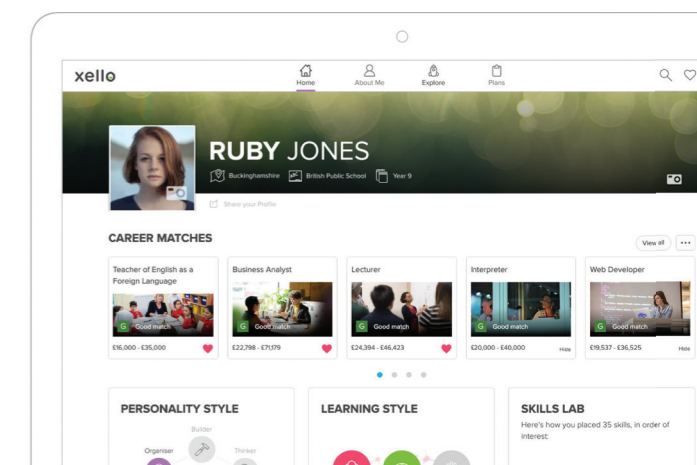 xello
Home
About Me
Explore
Plans
RUBY JONES
Buckinghamshire
British Public School
Year 9
Share your Profile
CAREER MATCHES
View all
Teacher of English as a
Foreign Language
G Good match
£16,000 - £35,000
Business Analyst
G Good match
£22,798 - £71,179
Lecturer
G Good match
£24,394 - £46,423
Interpreter
G Good match
£20,000 - £40,000
Hide
Web Developer
G Good match
£19,537 - £36,525
Hide
PERSONALITY STYLE
Builder
Organiser
Thinker
LEARNING STYLE
SKILLS LAB
Here's how you placed 35 skills, in order of
interest: